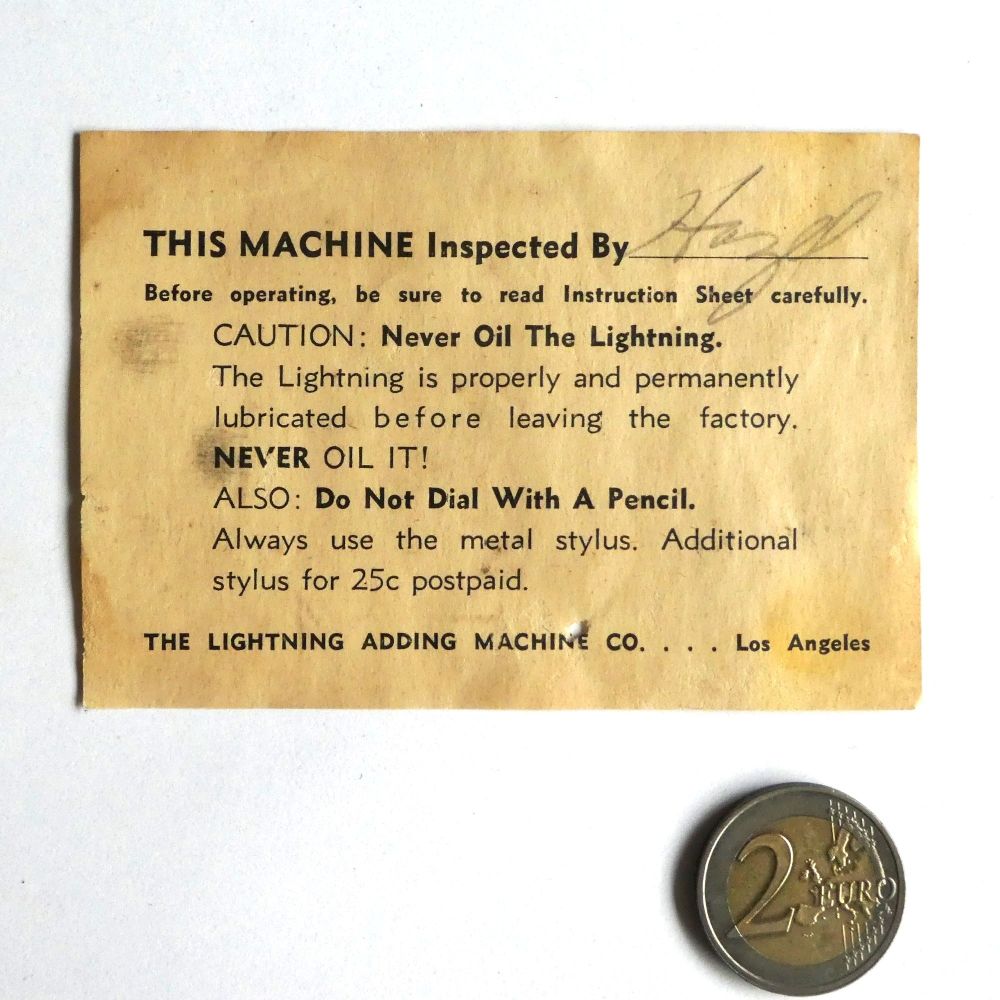 THIS MACHINE Inspected By Hazel
Before operating, be sure to read Instruction Sheet carefully.
CAUTION: Never Oil The Lightning.
The Lightning is properly and permanently
lubricated before leaving the factory.
NEVER OIL IT!
ALSO: Do Not Dial With A Pencil.
Always use the metal stylus. Additional
stylus for 25c postpaid.
THE LIGHTNING ADDING MACHINE CO. . . . Los Angeles
2 EURO